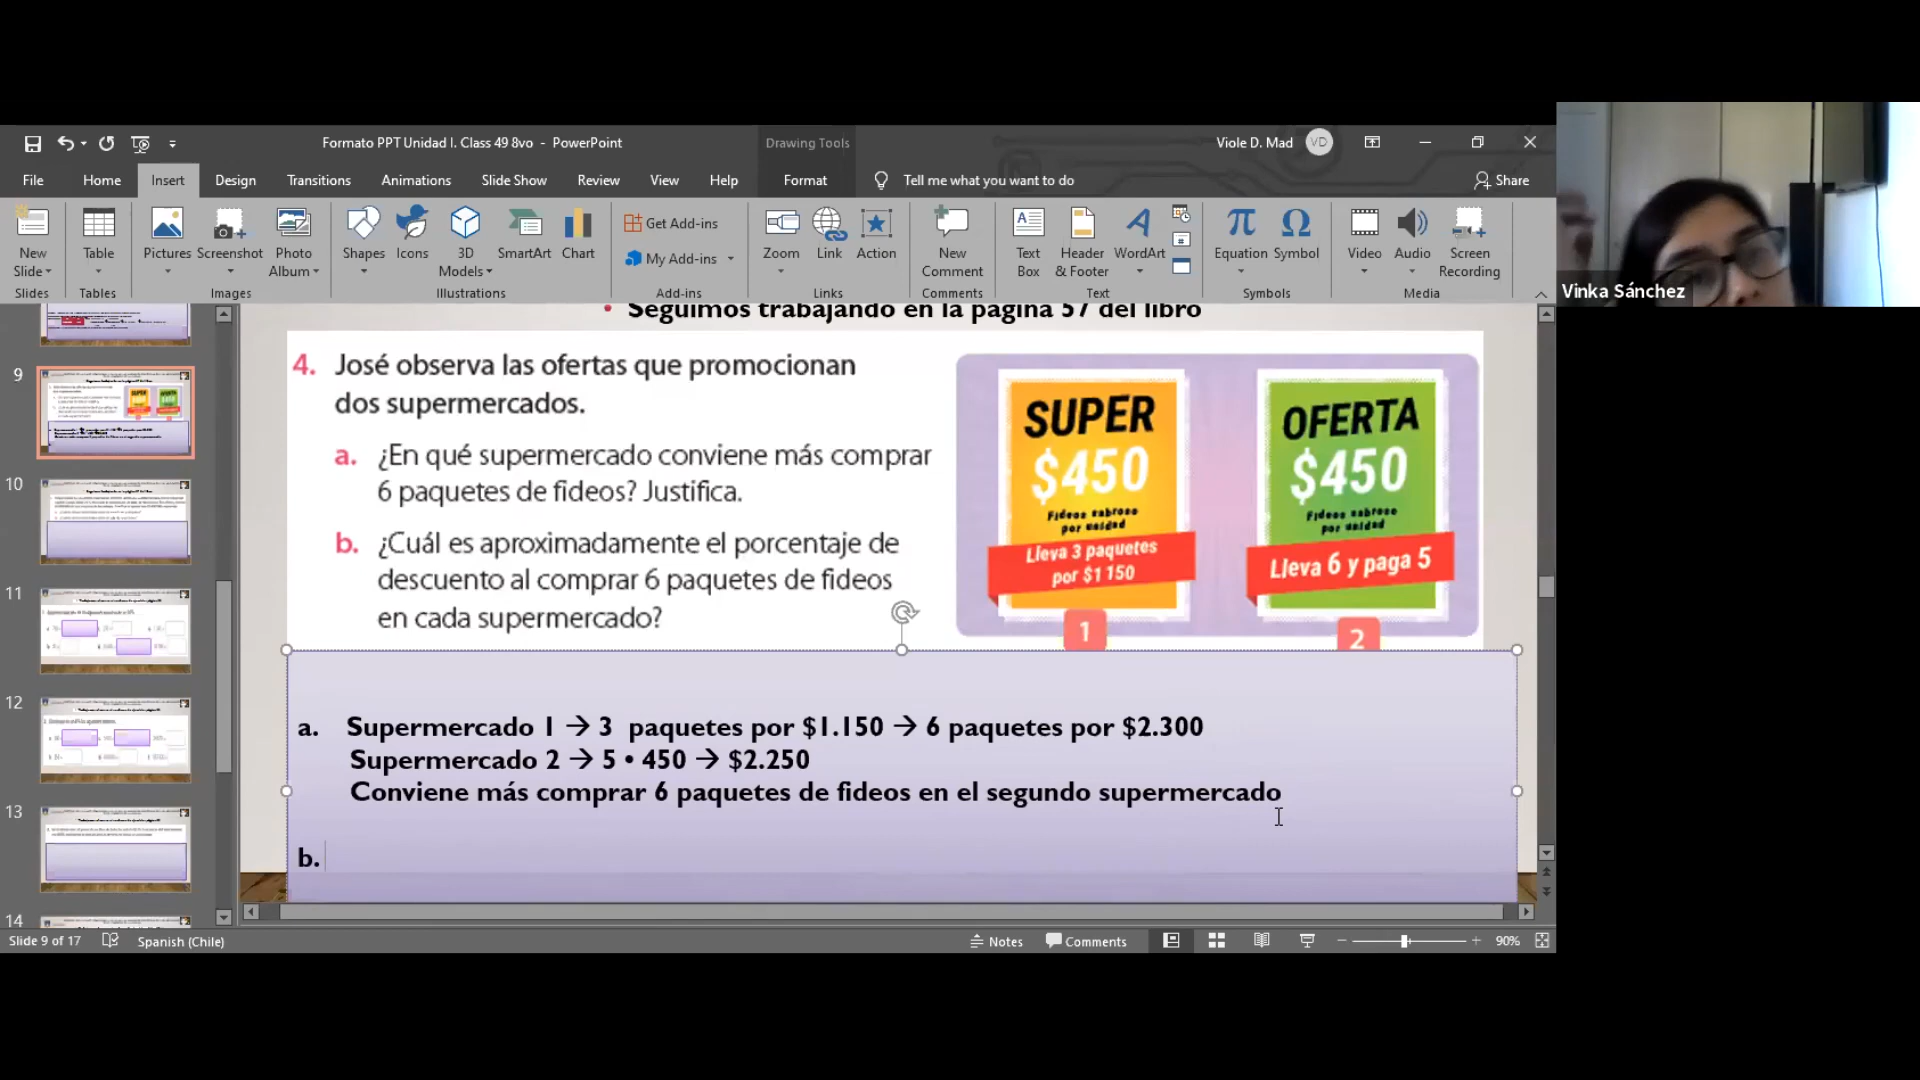 Formato PPT Unidad I. Class 49 8vo - PowerPoint
Drawing Tools
Viole D. Mad
VD
File Home Insert Design Transitions Animations Slide Show Review View Help Format Tell me what you want to do Share
New Slide
Table
Pictures
Screenshot
Photo Album
Shapes
Icons
3D Models
SmartArt
Chart
Get Add-ins
My Add-ins
Zoom
Link
Action
New Comment
Text Box
Header & Footer
WordArt
Equation
Symbol
Video
Audio
Screen Recording
Slides Tables Images Illustrations Add-ins Links Comments Text Symbols Media
Vinka Sánchez
9
10
11
12
13
14
• Seguimos trabajando en la pagina 57 del libro
4. José observa las ofertas que promocionan
dos supermercados.
a. ¿En qué supermercado conviene más comprar
6 paquetes de fideos? Justifica.
b. ¿Cuál es aproximadamente el porcentaje de
descuento al comprar 6 paquetes de fideos
en cada supermercado?
SUPER
$450
Fideos sabroso
por unidad
Lleva 3 paquetes
por $1 150
1
OFERTA
$450
Fideos sabroso
por unidad
Lleva 6 y paga 5
2
a. Supermercado 1 → 3 paquetes por $1.150 → 6 paquetes por $2.300
Supermercado 2 → 5 • 450 → $2.250
Conviene más comprar 6 paquetes de fideos en el segundo supermercado
b.
Slide 9 of 17 Spanish (Chile) Notes Comments 90%